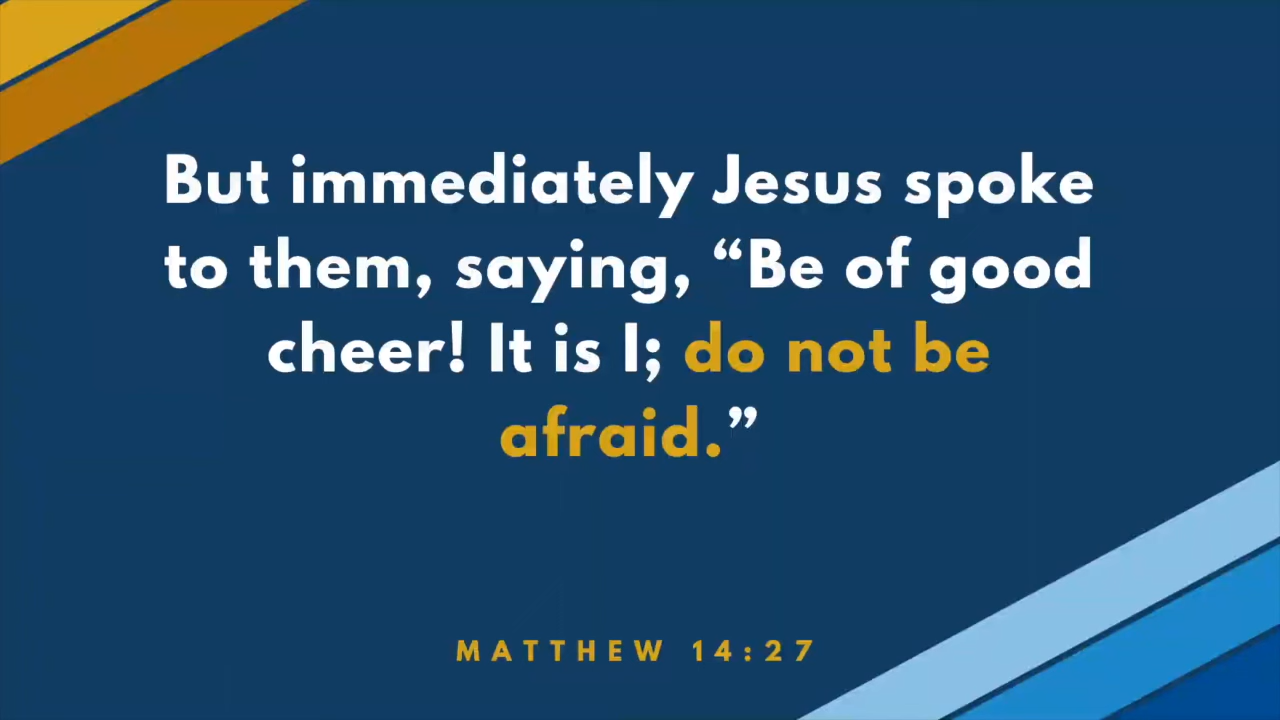 But immediately Jesus spoke
to them, saying, “Be of good
cheer! It is I; do not be
afraid.”
MATTHEW 14:27